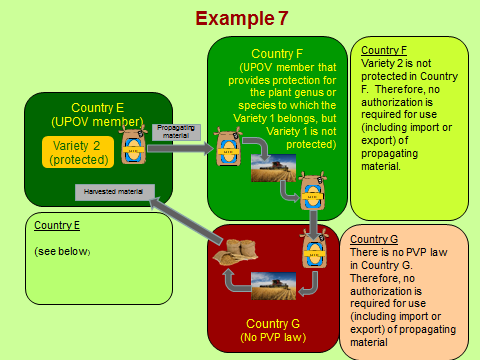 Example 7
Country E
(UPOV member)
Variety 2
(protected)
Propagating
material
Country F
(UPOV member that
provides protection for
the plant genus or
species to which the
Variety 1 belongs, but
Variety 1 is not
protected)
Country F
Variety 2 is not
protected in Country
F.  Therefore, no
authorization is
required for use
(including import or
export) of
propagating
material.
Harvested material
Country E
(see below)
Country G
(No PVP law)
Country G
There is no PVP law
in Country G.
Therefore, no
authorization is
required for use
(including import or
export) of propagating
material